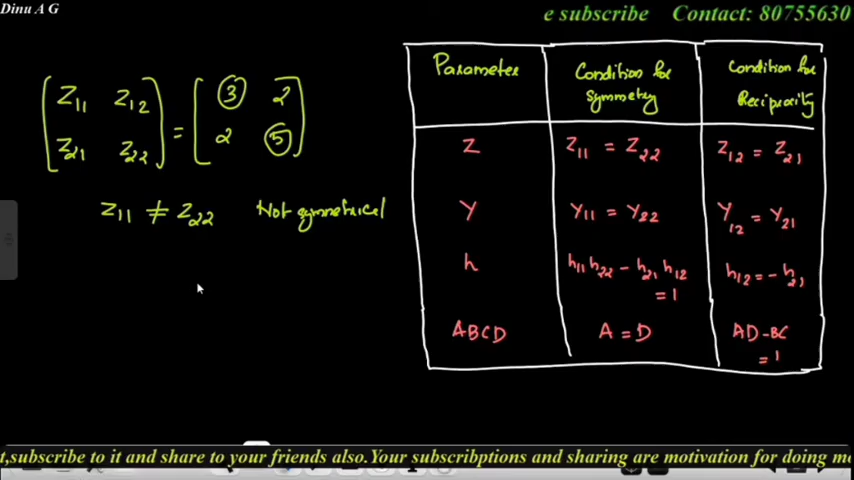 Dinu A G
e subscribe Contact: 80755630
[Z11 Z12
Z21 Z22] = [3 2
2 5]
Z11 ≠ Z22 Not symmetrical
Parameter Condition for Symmetry Condition for Reciprocity
Z Z11 = Z22 Z12 = Z21
Y Y11 = Y22 Y12 = Y21
h h11 h22 - h21 h12 = 1 h12 = - h21
ABCD A = D AD - BC = 1
t,subscribe to it and share to your friends also.Your subscribptions and sharing are motivation for doing mo